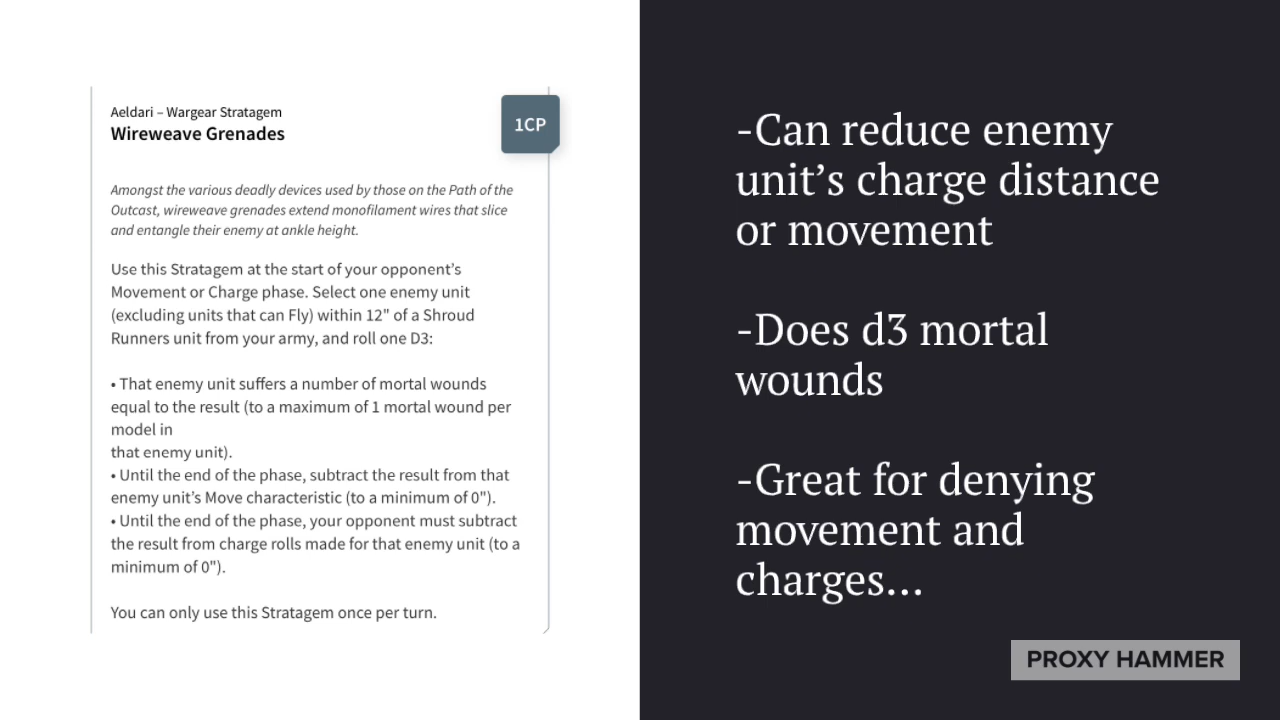 Aeldari – Wargear Stratagem
Wireweave Grenades
1CP
Amongst the various deadly devices used by those on the Path of the
Outcast, wireweave grenades extend monofilament wires that slice
and entangle their enemy at ankle height.
Use this Stratagem at the start of your opponent’s
Movement or Charge phase. Select one enemy unit
(excluding units that can Fly) within 12" of a Shroud
Runners unit from your army, and roll one D3:
• That enemy unit suffers a number of mortal wounds
equal to the result (to a maximum of 1 mortal wound per
model in
that enemy unit).
• Until the end of the phase, subtract the result from that
enemy unit’s Move characteristic (to a minimum of 0").
• Until the end of the phase, your opponent must subtract
the result from charge rolls made for that enemy unit (to a
minimum of 0").
You can only use this Stratagem once per turn.
-Can reduce enemy
unit’s charge distance
or movement
-Does d3 mortal
wounds
-Great for denying
movement and
charges...
PROXY HAMMER